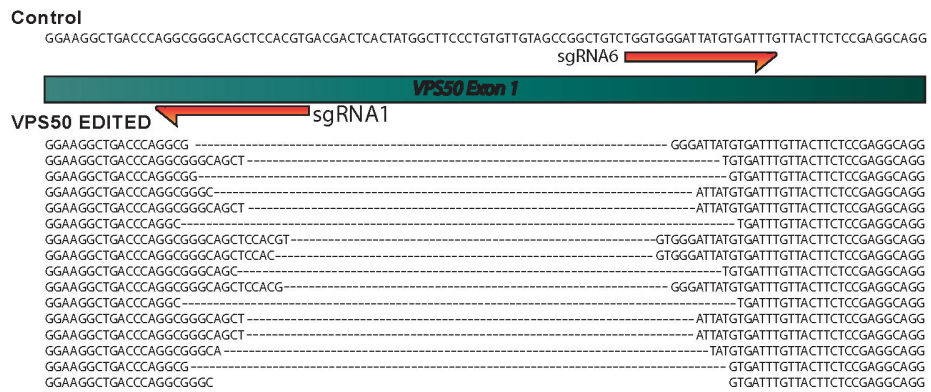 Control
GGAAGGCTGACCCAGGCGGGCAGCTCCACGTGACGACTCACTATGGCTTCCCTGTGTTGTAGCCGGCTGTCTGGTGGGATTATGTGATTTGTTACTTCTCCGAGGCAGG
sgRNA6
VPS50 Exon 1
sgRNA1
VPS50 EDITED
GGAAGGCTGACCCAGGCG ---------------------------------------------------------- GGGATTATGTGATTTGTTACTTCTCCGAGGCAGG
GGAAGGCTGACCCAGGCGGGCAGCT---------------------------------------------------------- TGTGATTTGTTACTTCTCCGAGGCAGG
GGAAGGCTGACCCAGGCGG----------------------------------------------------------------- GTGATTTGTTACTTCTCCGAGGCAGG
GGAAGGCTGACCCAGGCGGGC----------------------------------------------------------- ATTATGTGATTTGTTACTTCTCCGAGGCAGG
GGAAGGCTGACCCAGGCGGGCAGCT------------------------------------------------------- ATTATGTGATTTGTTACTTCTCCGAGGCAGG
GGAAGGCTGACCCAGGC-------------------------------------------------------------------- TGATTTGTTACTTCTCCGAGGCAGG
GGAAGGCTGACCCAGGCGGGCAGCTCCACGT---------------------------------------------GTGGGATTATGTGATTTGTTACTTCTCCGAGGCAGG
GGAAGGCTGACCCAGGCGGGCAGCTCCAC----------------------------------------------- GTGGGATTATGTGATTTGTTACTTCTCCGAGGCAGG
GGAAGGCTGACCCAGGCGGGCAGC----------------------------------------------------------- TGTGATTTGTTACTTCTCCGAGGCAGG
GGAAGGCTGACCCAGGCGGGCAGCTCCACG------------------------------------------------ GGGATTATGTGATTTGTTACTTCTCCGAGGCAGG
GGAAGGCTGACCCAGGC-------------------------------------------------------------------- TGATTTGTTACTTCTCCGAGGCAGG
GGAAGGCTGACCCAGGCGGGCAGCT------------------------------------------------------- ATTATGTGATTTGTTACTTCTCCGAGGCAGG
GGAAGGCTGACCCAGGCGGGCAGCT------------------------------------------------------- ATTATGTGATTTGTTACTTCTCCGAGGCAGG
GGAAGGCTGACCCAGGCGGGCA------------------------------------------------------------ TATGTGATTTGTTACTTCTCCGAGGCAGG
GGAAGGCTGACCCAGGCG------------------------------------------------------------------ GTGATTTGTTACTTCTCCGAGGCAGG
GGAAGGCTGACCCAGGCGGGC GTGATTTGTTACTTCTCCGAGGCAGG